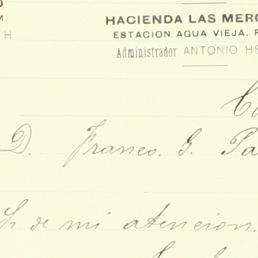 HACIENDA LAS MERC
ESTACION AGUA VIEJA, F
Administrador ANTONIO HE
H
D. Franco. G. Pa
de mi atencion.